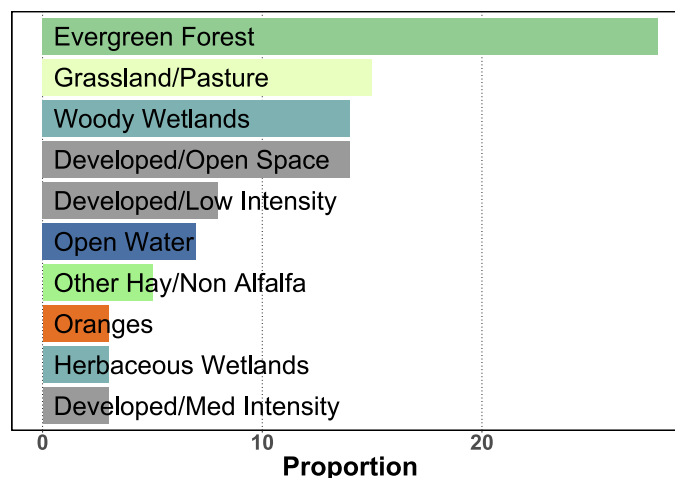 Evergreen Forest
Grassland/Pasture
Woody Wetlands
Developed/Open Space
Developed/Low Intensity
Open Water
Other Hay/Non Alfalfa
Oranges
Herbaceous Wetlands
Developed/Med Intensity
0 10 20
Proportion